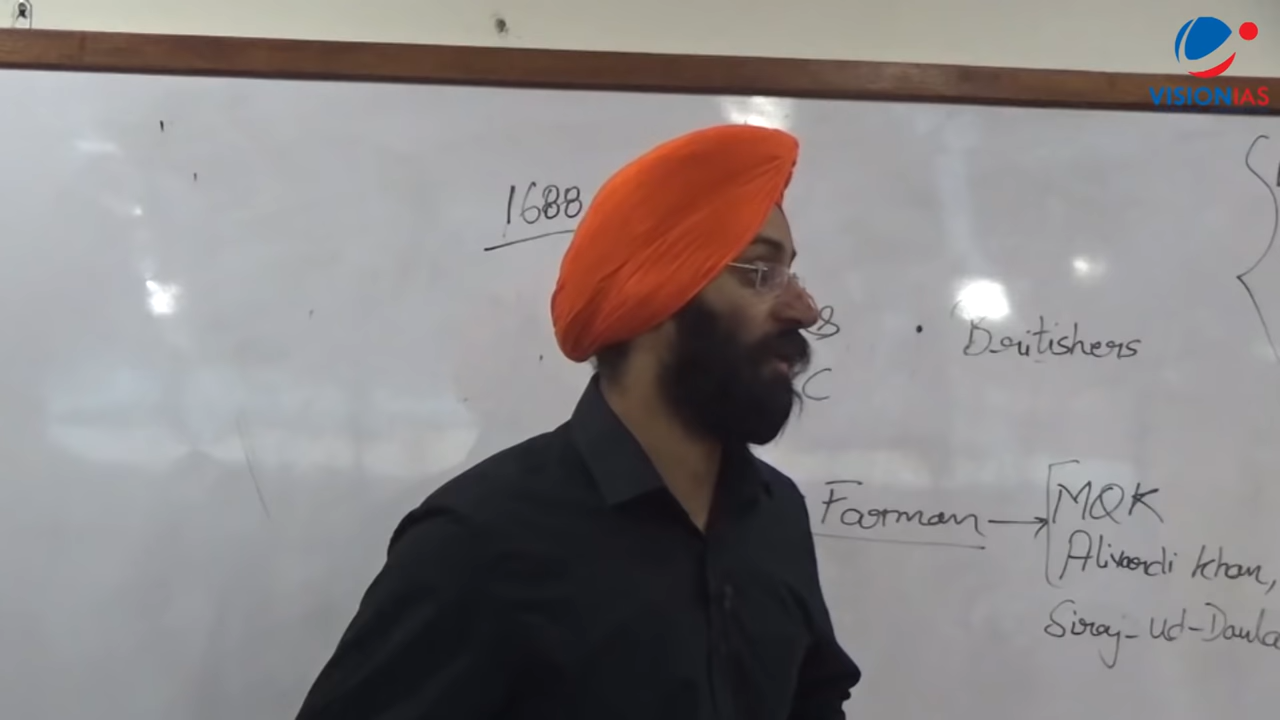 VISIONIAS
1688
• Britishers
C
Farman → MQK
Alivardi Khan,
Siraj-Ud-Daula